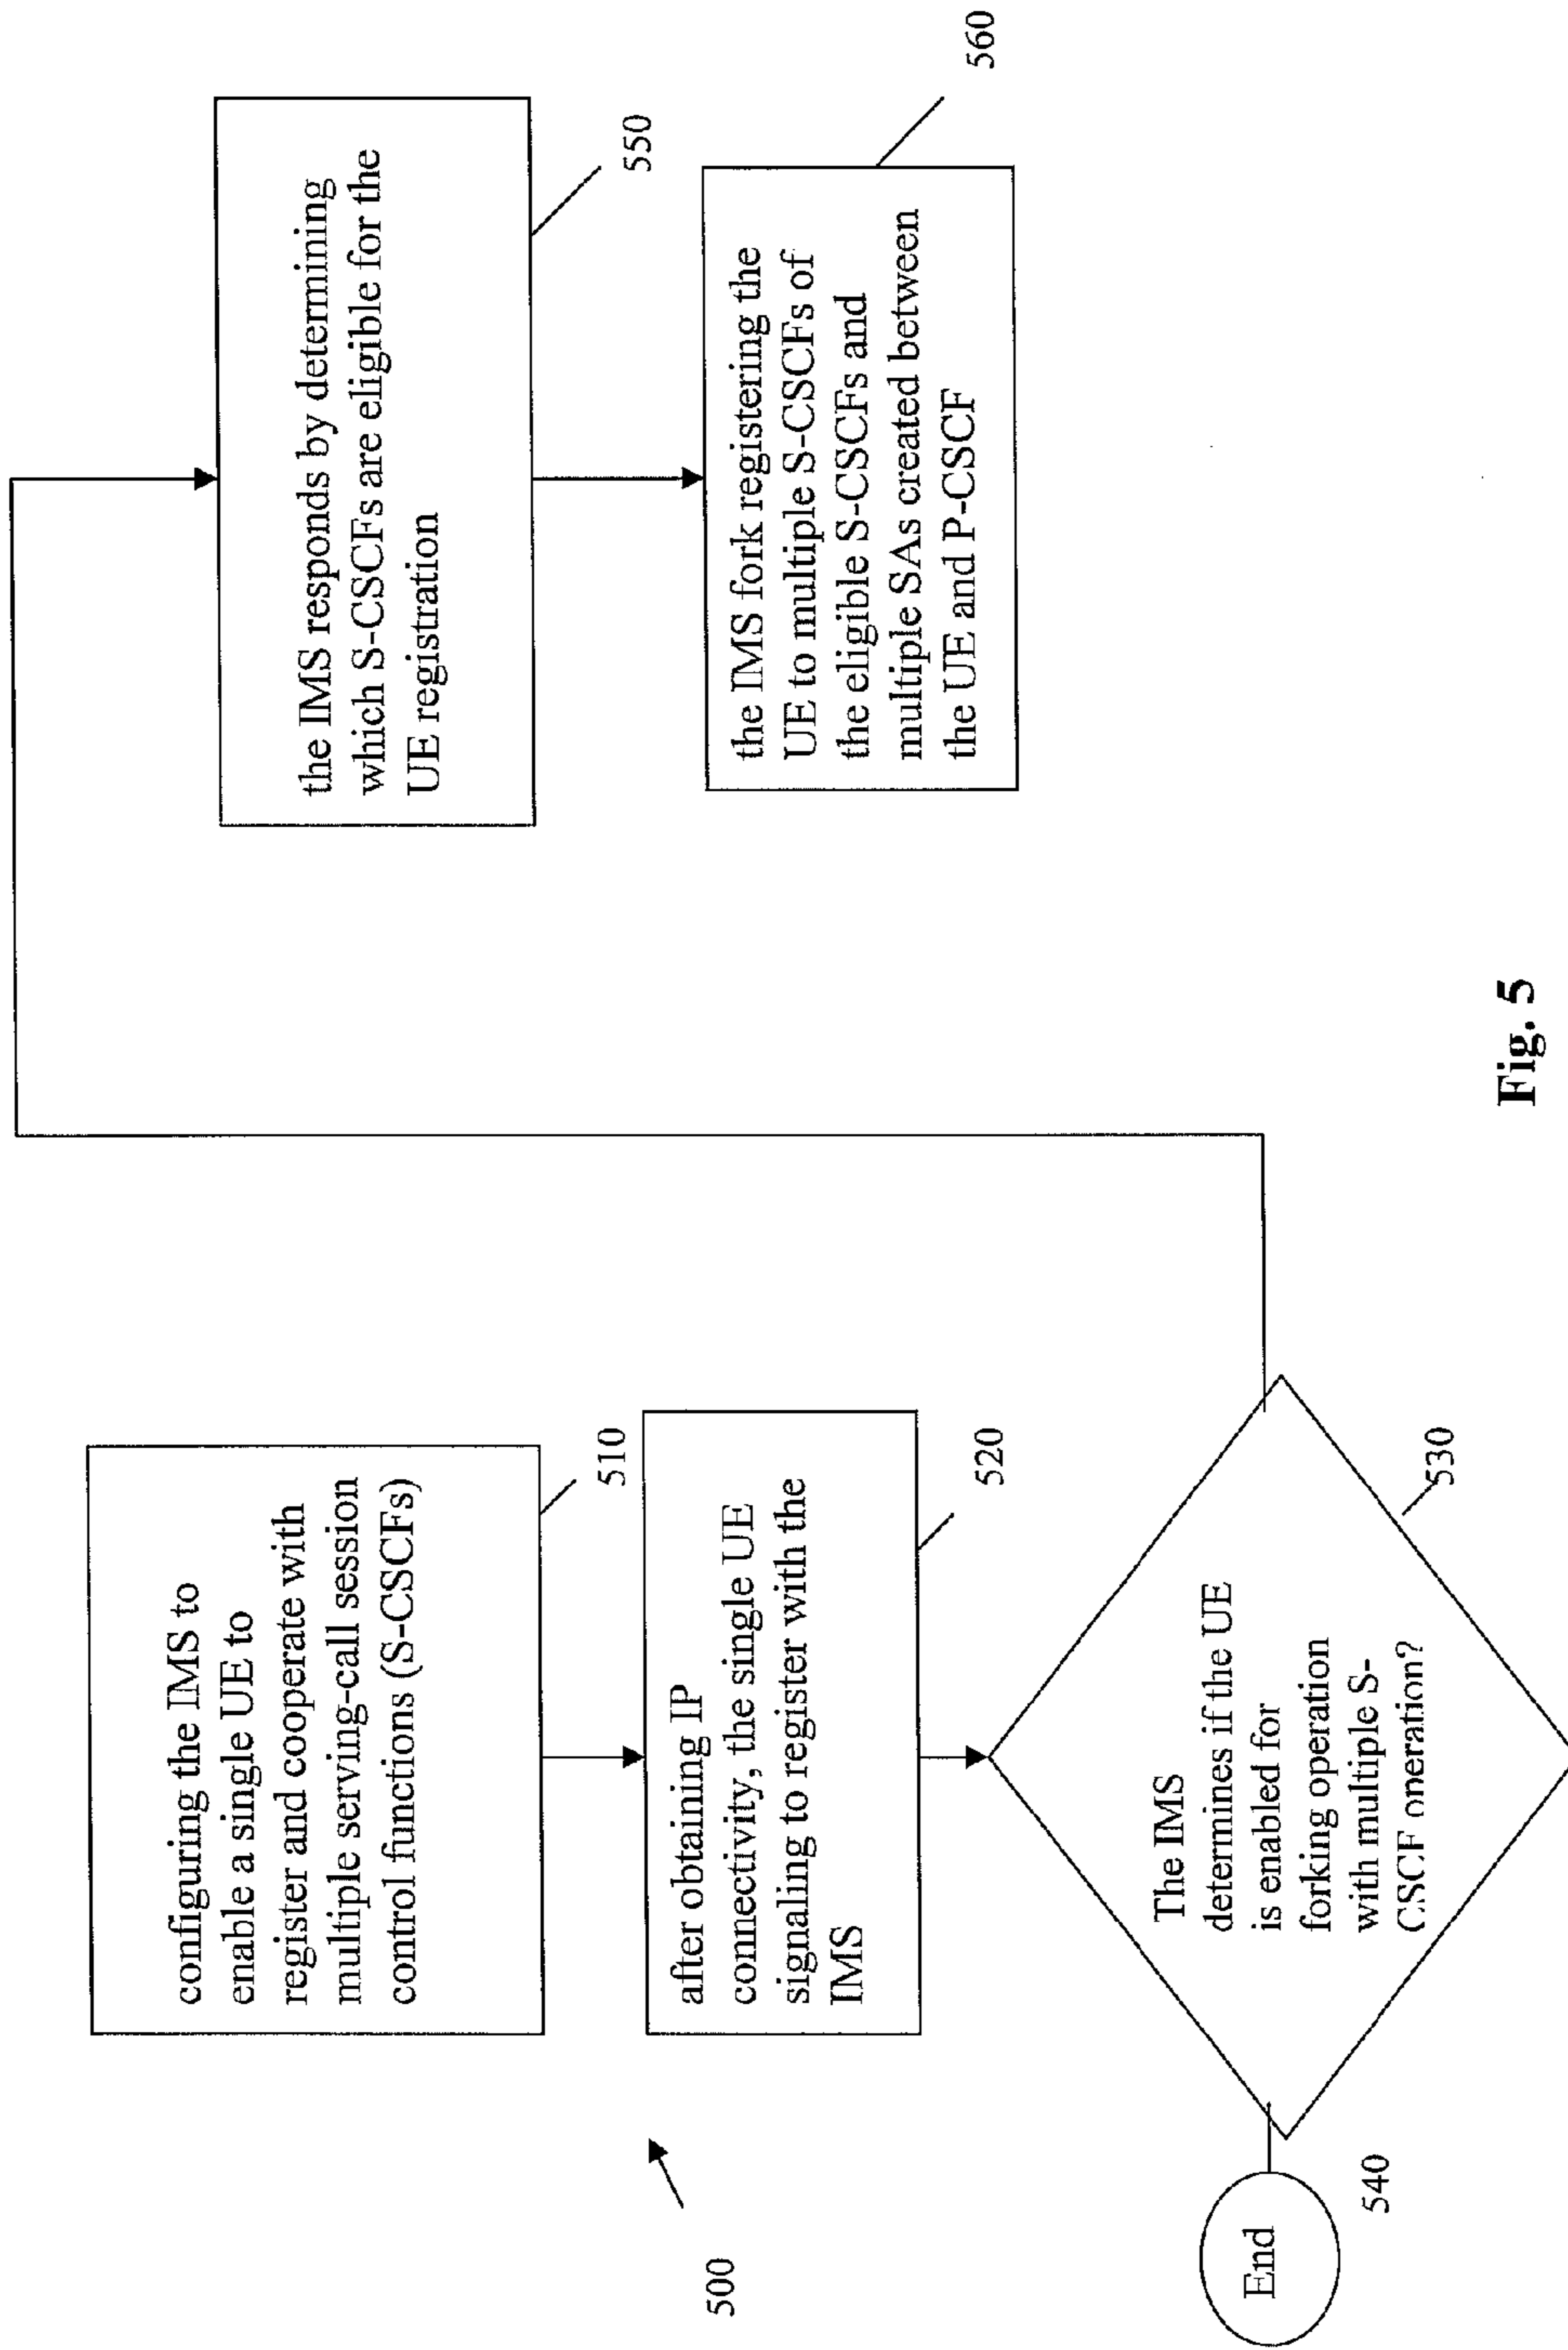 configuring the IMS to
enable a single UE to
register and cooperate with
multiple serving-call session
control functions (S-CSCFs)
510
after obtaining IP
connectivity, the single UE
signaling to register with the
IMS
520
500
The IMS
determines if the UE
is enabled for
forking operation
with multiple S-
CSCF operation?
530
End
540
the IMS responds by determining
which S-CSCFs are eligible for the
UE registration
550
the IMS fork registering the
UE to multiple S-CSCFs of
the eligible S-CSCFs and
multiple SAs created between
the UE and P-CSCF
560
Fig. 5